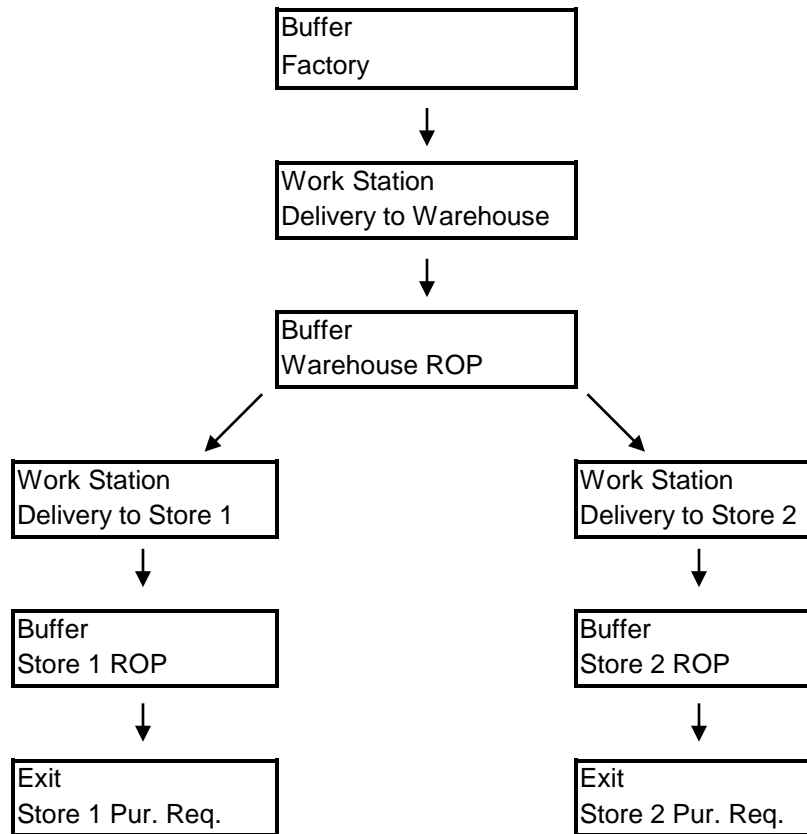 Buffer
Factory
Work Station
Delivery to Warehouse
Buffer
Warehouse ROP
Work Station
Delivery to Store 1
Work Station
Delivery to Store 2
Buffer
Store 1 ROP
Buffer
Store 2 ROP
Exit
Store 1 Pur. Req.
Exit
Store 2 Pur. Req.